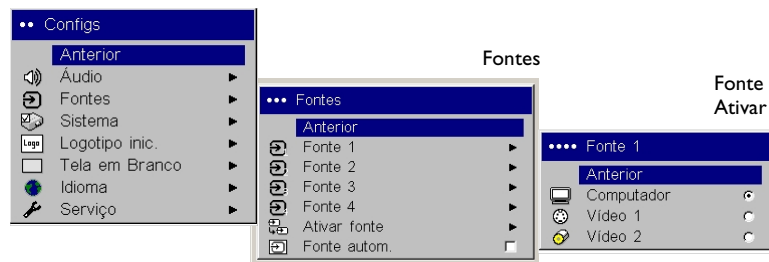 •• Configs
Anterior
Áudio
Fontes
Sistema
Logo Logotipo inic.
Tela em Branco
Idioma
Serviço
Fontes
••• Fontes
Anterior
Fonte 1
Fonte 2
Fonte 3
Fonte 4
Ativar fonte
Fonte autom.
Fonte
Ativar
•••• Fonte 1
Anterior
Computador
Vídeo 1
Vídeo 2